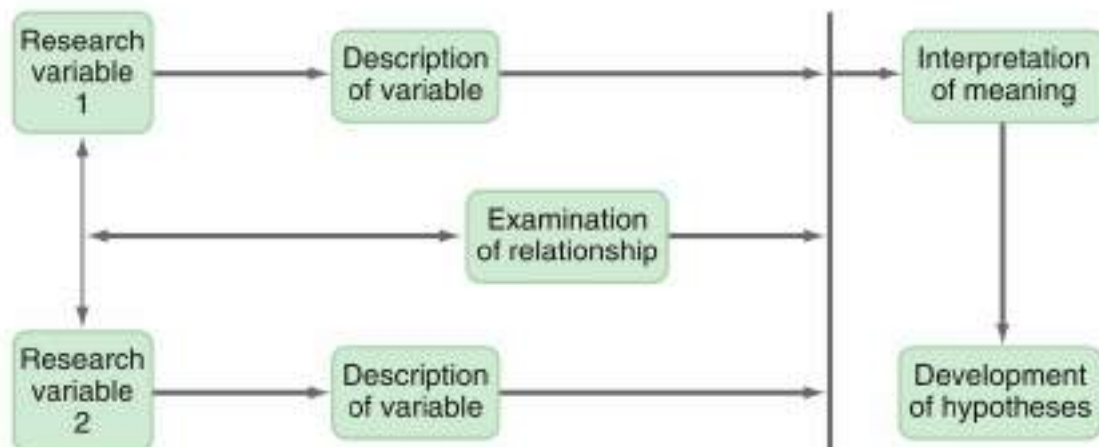 Research
variable
1
Description
of variable
Interpretation
of meaning
Examination
of relationship
Research
variable
2
Description
of variable
Development
of hypotheses